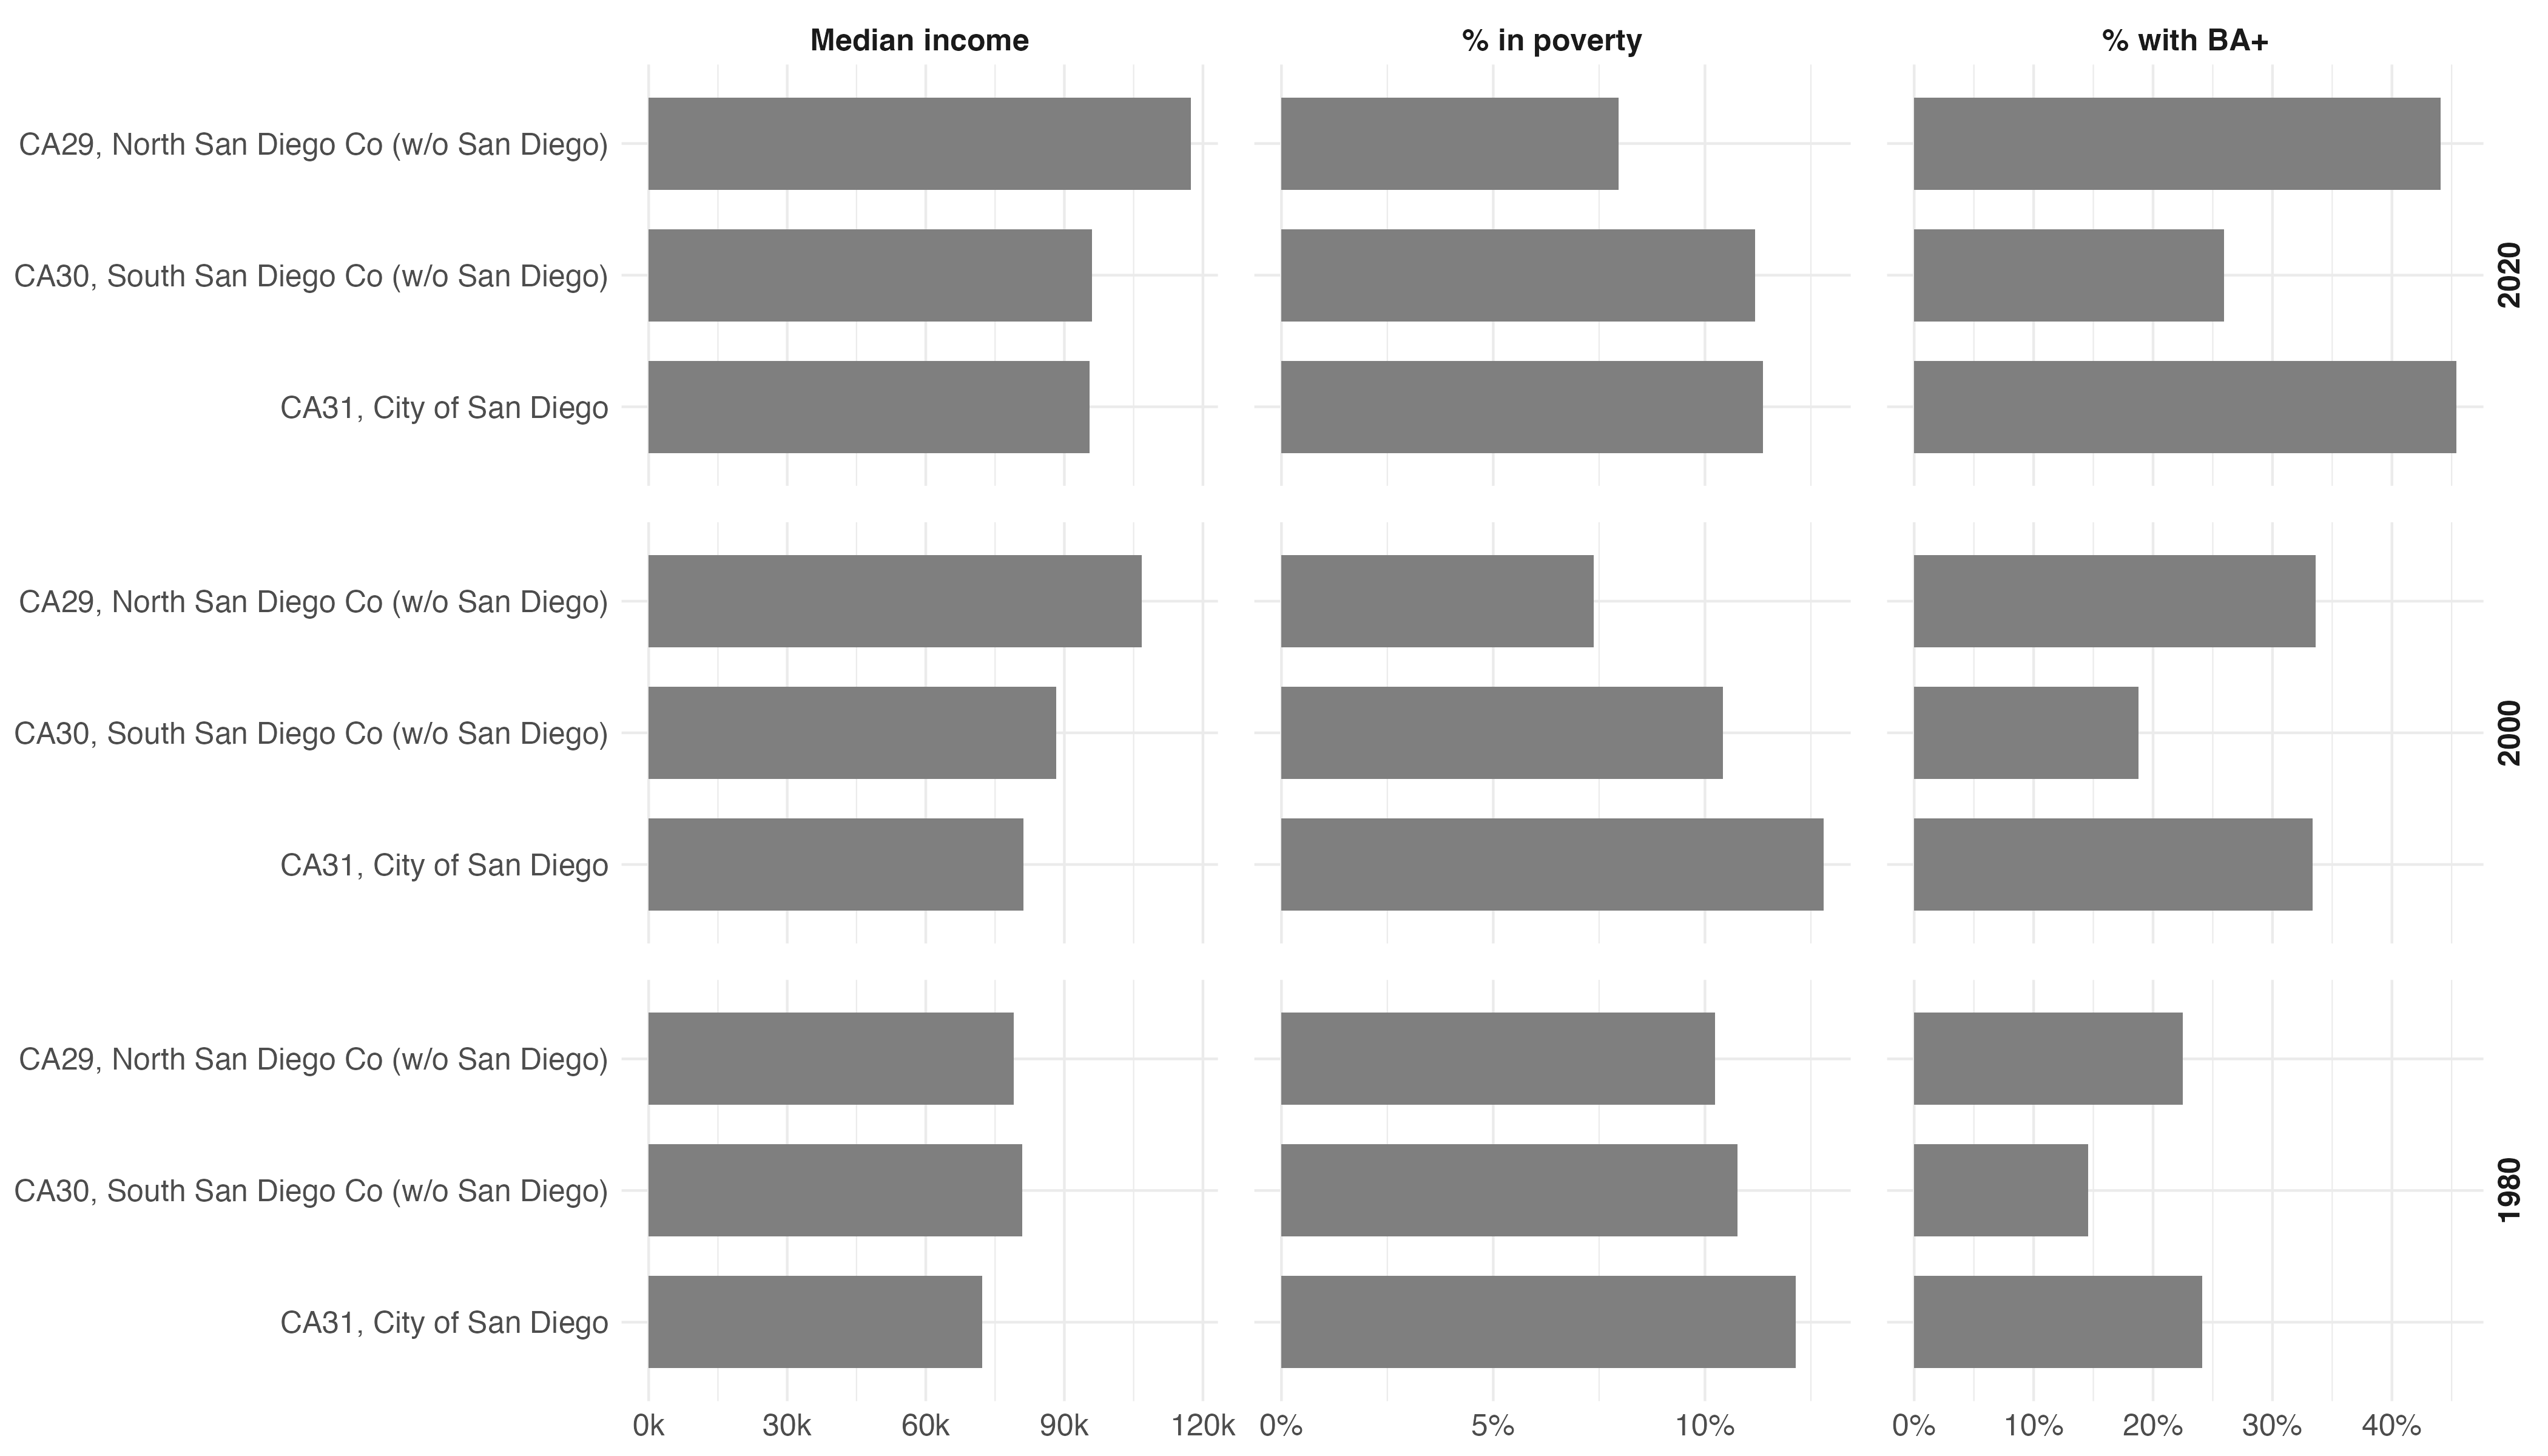 Median income
% in poverty
% with BA+
CA29, North San Diego Co (w/o San Diego)
CA30, South San Diego Co (w/o San Diego)
CA31, City of San Diego
2020
CA29, North San Diego Co (w/o San Diego)
CA30, South San Diego Co (w/o San Diego)
CA31, City of San Diego
2000
CA29, North San Diego Co (w/o San Diego)
CA30, South San Diego Co (w/o San Diego)
CA31, City of San Diego
1980
0k 30k 60k 90k 120k
0% 5% 10%
0% 10% 20% 30% 40%